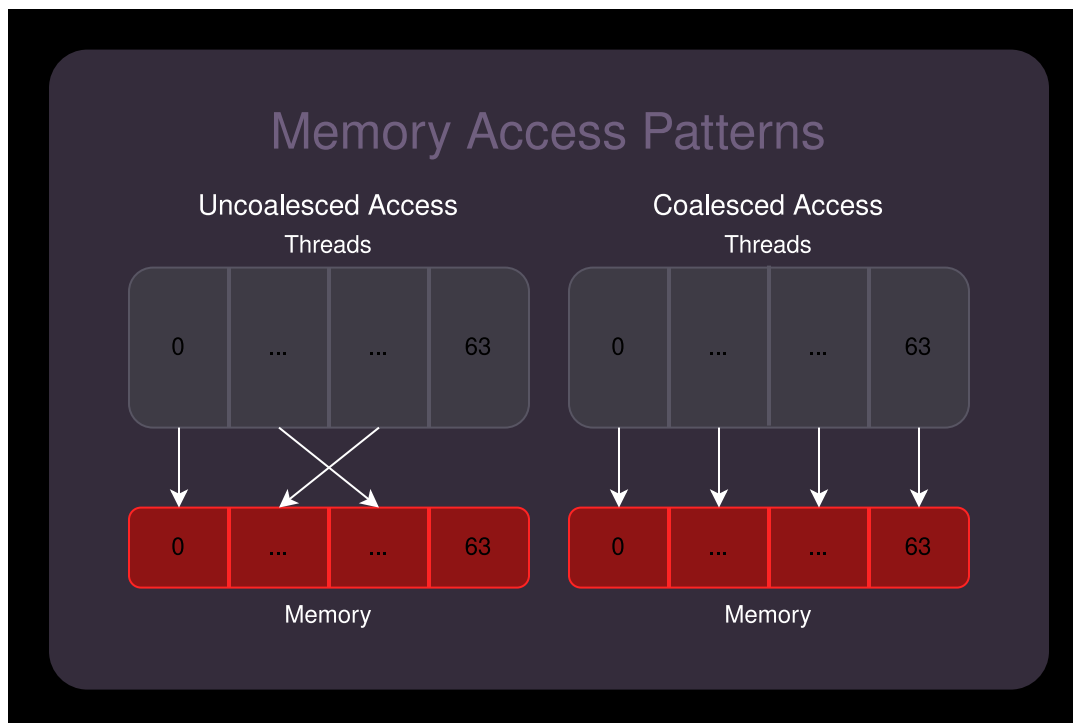 Memory Access Patterns
Uncoalesced Access
Threads
0 ... ... 63
0 ... ... 63
Memory
Coalesced Access
Threads
0 ... ... 63
0 ... ... 63
Memory